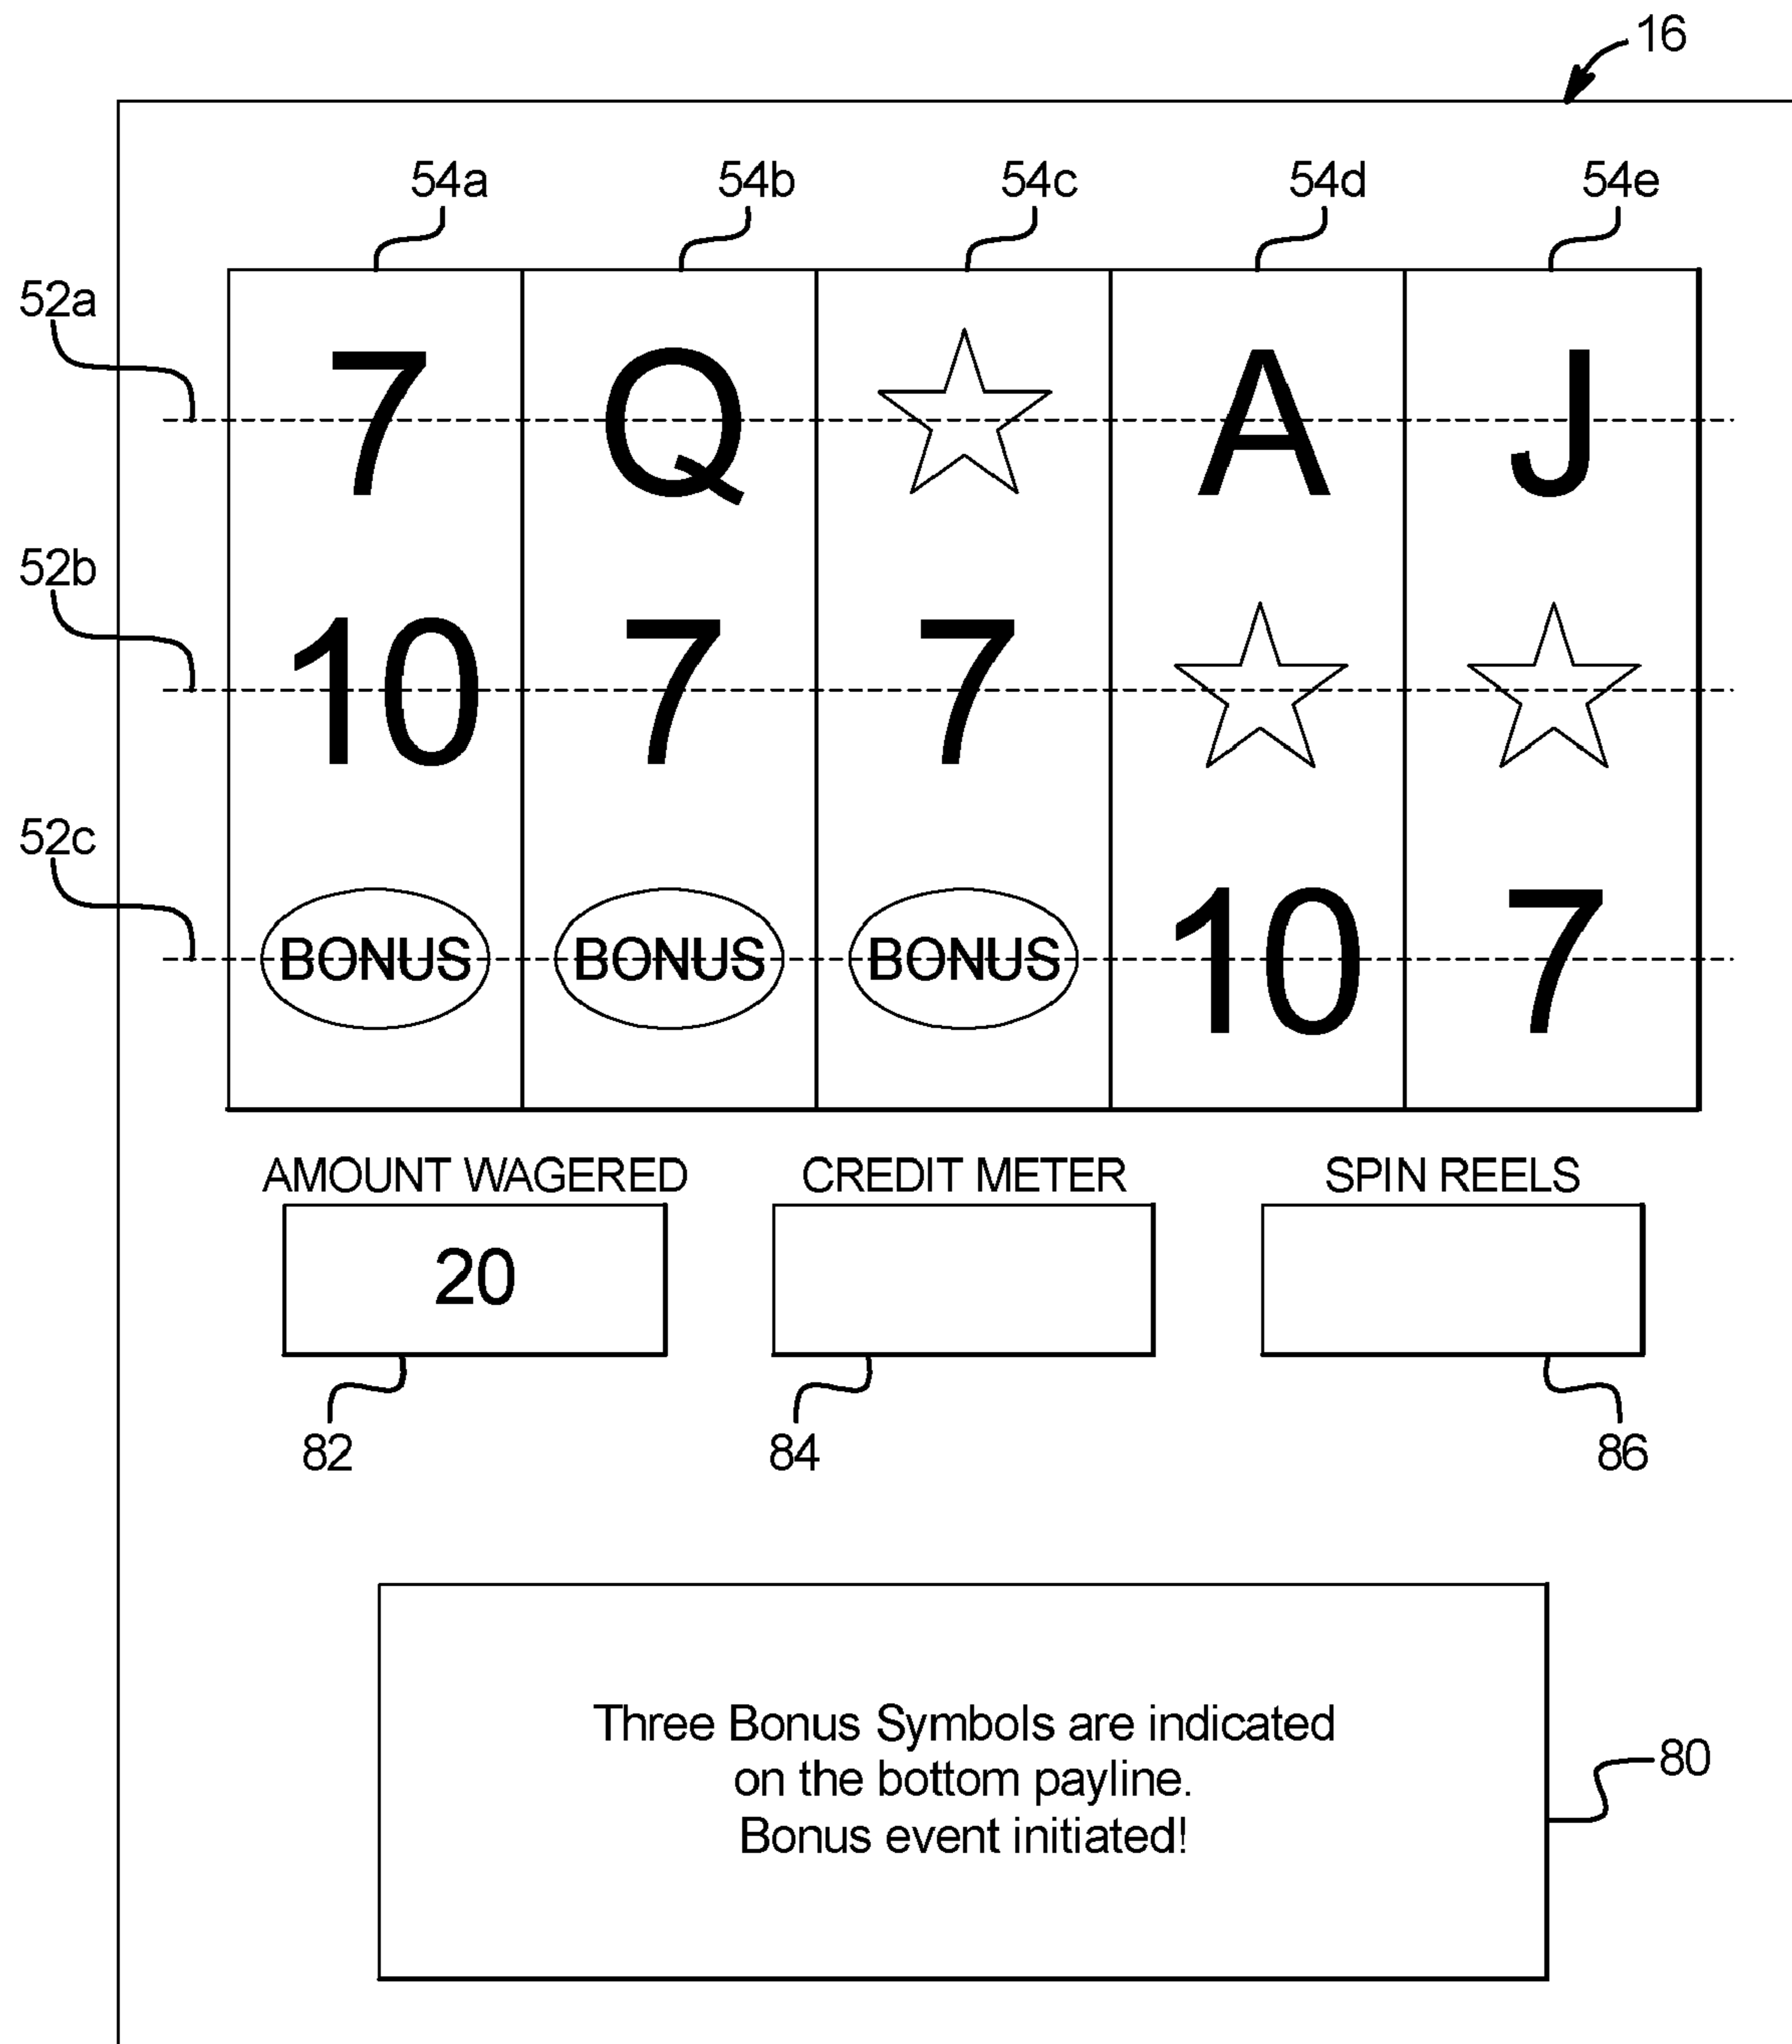 16
54a 54b 54c 54d 54e
52a
7 Q A J
52b
10 7 7
52c
BONUS BONUS BONUS 10 7
AMOUNT WAGERED CREDIT METER SPIN REELS
20
82 84 86
Three Bonus Symbols are indicated
on the bottom payline.
80
Bonus event initiated!